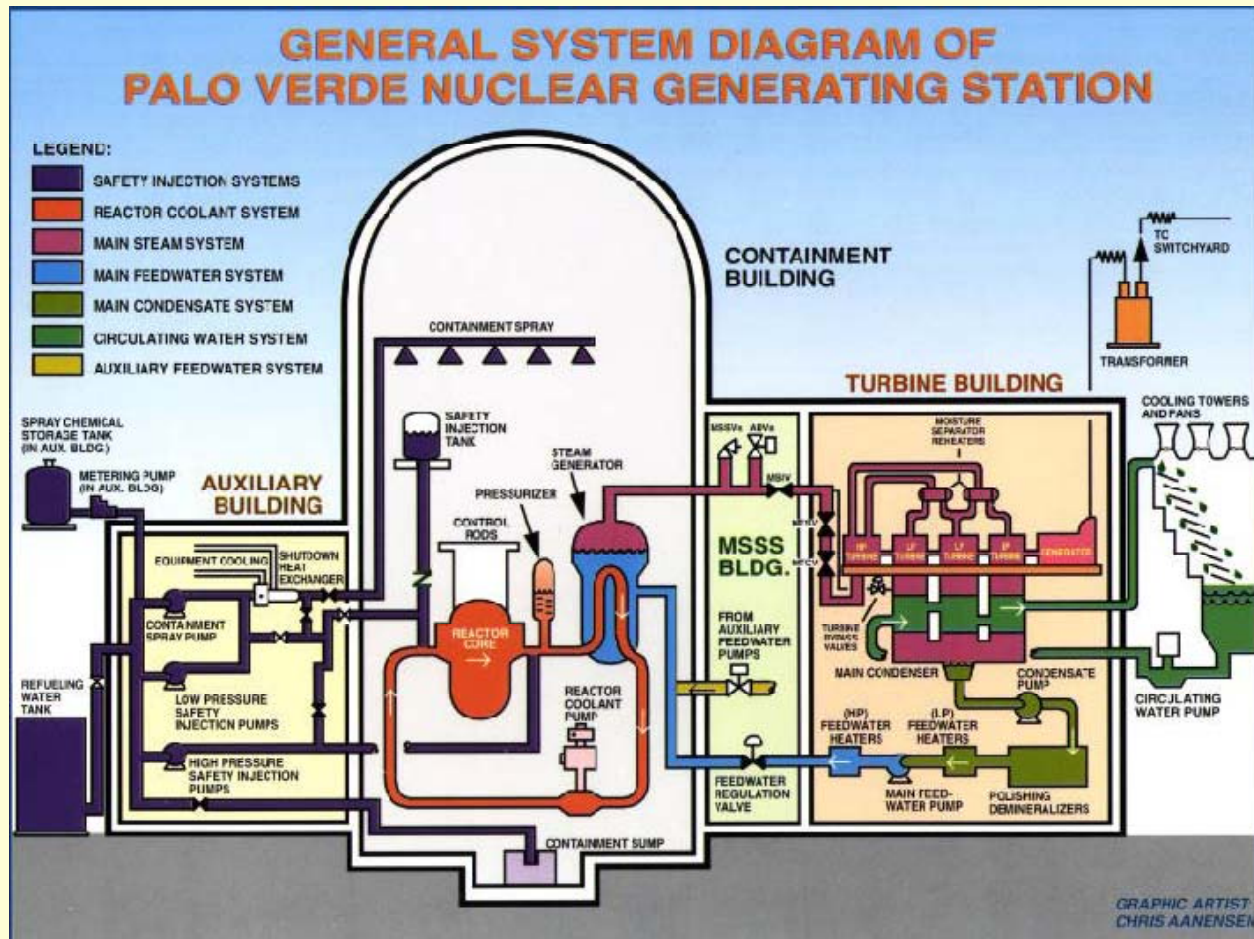 GENERAL SYSTEM DIAGRAM OF
PALO VERDE NUCLEAR GENERATING STATION
LEGEND:
SAFETY INJECTION SYSTEMS
REACTOR COOLANT SYSTEM
MAIN STEAM SYSTEM
MAIN FEEDWATER SYSTEM
MAIN CONDENSATE SYSTEM
CIRCULATING WATER SYSTEM
AUXILIARY FEEDWATER SYSTEM
CONTAINMENT
BUILDING
TC
SWITCHYARD
TRANSFORMER
CONTAINMENT SPRAY
TURBINE BUILDING
COOLING TOWERS
AND FANS
SPRAY CHEMICAL
STORAGE TANK
(IN AUX. BLDG.)
METERING PUMP
(IN AUX. BLDG)
AUXILIARY
BUILDING
SAFETY
INJECTION
TANK
STEAM
GENERATOR
PRESSURIZER
CONTROL
RODS
MSSVs
ADVs
MSIV
MOISTURE
SEPARATOR
REHEATERS
EQUIPMENT COOLING
SHUTDOWN
HEAT
EXCHANGER
CONTAINMENT
SPRAY PUMP
REACTOR
CORE
MSSS
BLDG.
HP
TURBINE
LP
TURBINE
LP
TURBINE
LP
TURBINE
GENERATOR
FROM
AUXILIARY
FEEDWATER
PUMPS
TURBINE
BYPASS
VALVES
MAIN CONDENSER
CONDENSATE
PUMP
CIRCULATING
WATER PUMP
REFUELING
WATER
TANK
LOW PRESSURE
SAFETY
INJECTION PUMPS
REACTOR
COOLANT
PUMP
HIGH PRESSURE
SAFETY INJECTION
PUMPS
FEEDWATER
REGULATION
VALVE
(HP)
FEEDWATER
HEATERS
(LP)
FEEDWATER
HEATERS
MAIN FEED-
WATER PUMP
POLISHING
DEMINERALIZERS
CONTAINMENT SUMP
GRAPHIC ARTIST
CHRIS AANENSEN